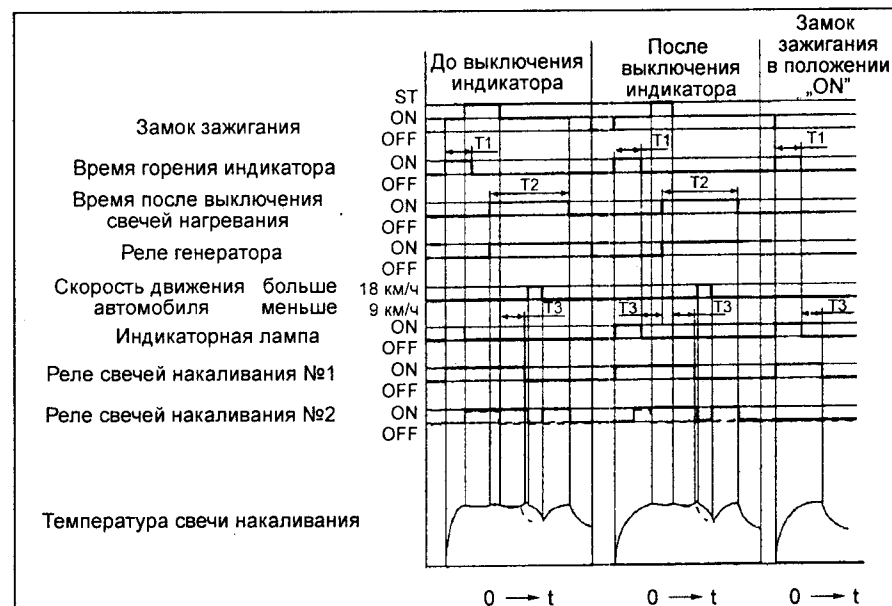 До выключения
индикатора
После
выключения
индикатора
Замок
зажигания
в положении
„ON"
Замок зажигания
ST
ON
OFF
T1
T1
T1
Время горения индикатора
ON
OFF
T2
T2
Время после выключения
свечей нагревания
ON
OFF
Реле генератора
ON
OFF
Скорость движения больше 18 км/ч
автомобиля меньше 9 км/ч
T3
T3
T3
T3
Индикаторная лампа
ON
OFF
Реле свечей накаливания №1
ON
OFF
Реле свечей накаливания №2
ON
OFF
Температура свечи накаливания
0 → t
0 → t
0 → t